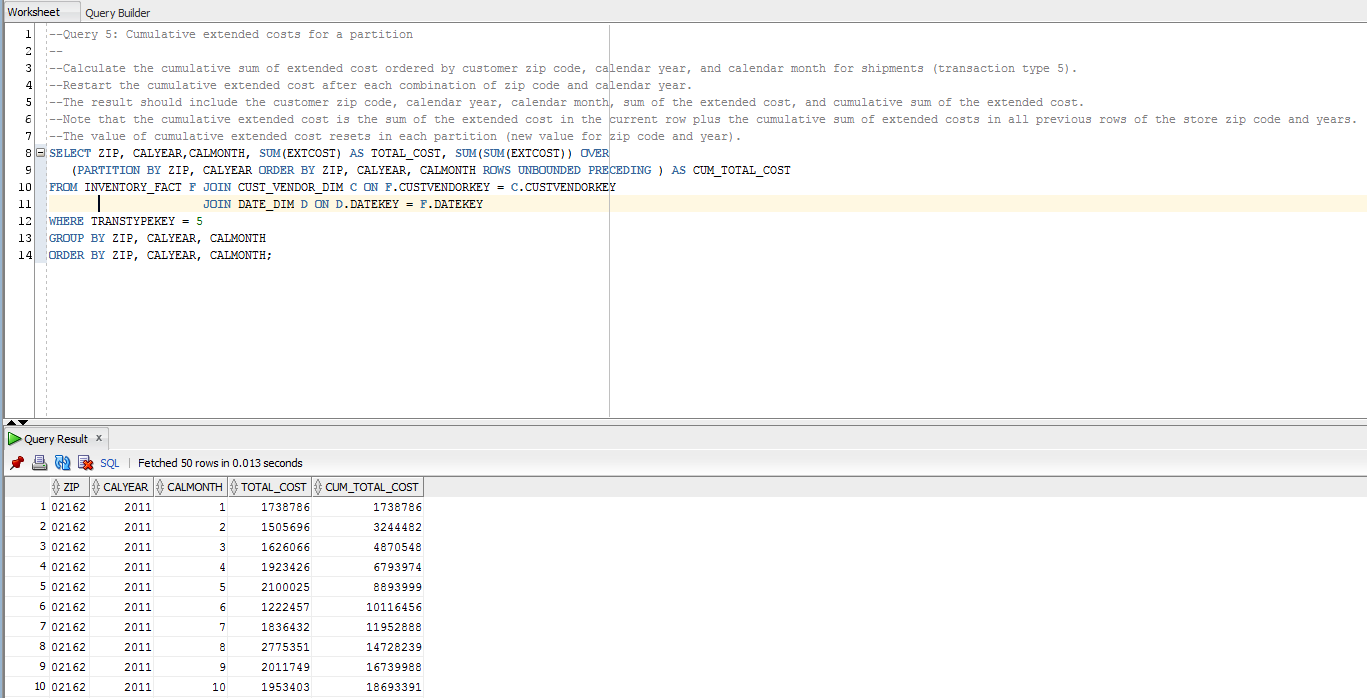 Worksheet Query Builder
1 --Query 5: Cumulative extended costs for a partition
2 --
3 --Calculate the cumulative sum of extended cost ordered by customer zip code, calendar year, and calendar month for shipments (transaction type 5).
4 --Restart the cumulative extended cost after each combination of zip code and calendar year.
5 --The result should include the customer zip code, calendar year, calendar month, sum of the extended cost, and cumulative sum of the extended cost.
6 --Note that the cumulative extended cost is the sum of the extended cost in the current row plus the cumulative sum of extended costs in all previous rows of the store zip code and years.
7 --The value of cumulative extended cost resets in each partition (new value for zip code and year).
8 SELECT ZIP, CALYEAR,CALMONTH, SUM(EXTCOST) AS TOTAL_COST, SUM(SUM(EXTCOST)) OVER
9 (PARTITION BY ZIP, CALYEAR ORDER BY ZIP, CALYEAR, CALMONTH ROWS UNBOUNDED PRECEDING ) AS CUM_TOTAL_COST
10 FROM INVENTORY_FACT F JOIN CUST_VENDOR_DIM C ON F.CUSTVENDORKEY = C.CUSTVENDORKEY
11 JOIN DATE_DIM D ON D.DATEKEY = F.DATEKEY
12 WHERE TRANSTYPEKEY = 5
13 GROUP BY ZIP, CALYEAR, CALMONTH
14 ORDER BY ZIP, CALYEAR, CALMONTH;
Query Result x
SQL | Fetched 50 rows in 0.013 seconds
ZIP CALYEAR CALMONTH TOTAL_COST CUM_TOTAL_COST
1 02162 2011 1 1738786 1738786
2 02162 2011 2 1505696 3244482
3 02162 2011 3 1626066 4870548
4 02162 2011 4 1923426 6793974
5 02162 2011 5 2100025 8893999
6 02162 2011 6 1222457 10116456
7 02162 2011 7 1836432 11952888
8 02162 2011 8 2775351 14728239
9 02162 2011 9 2011749 16739988
10 02162 2011 10 1953403 18693391